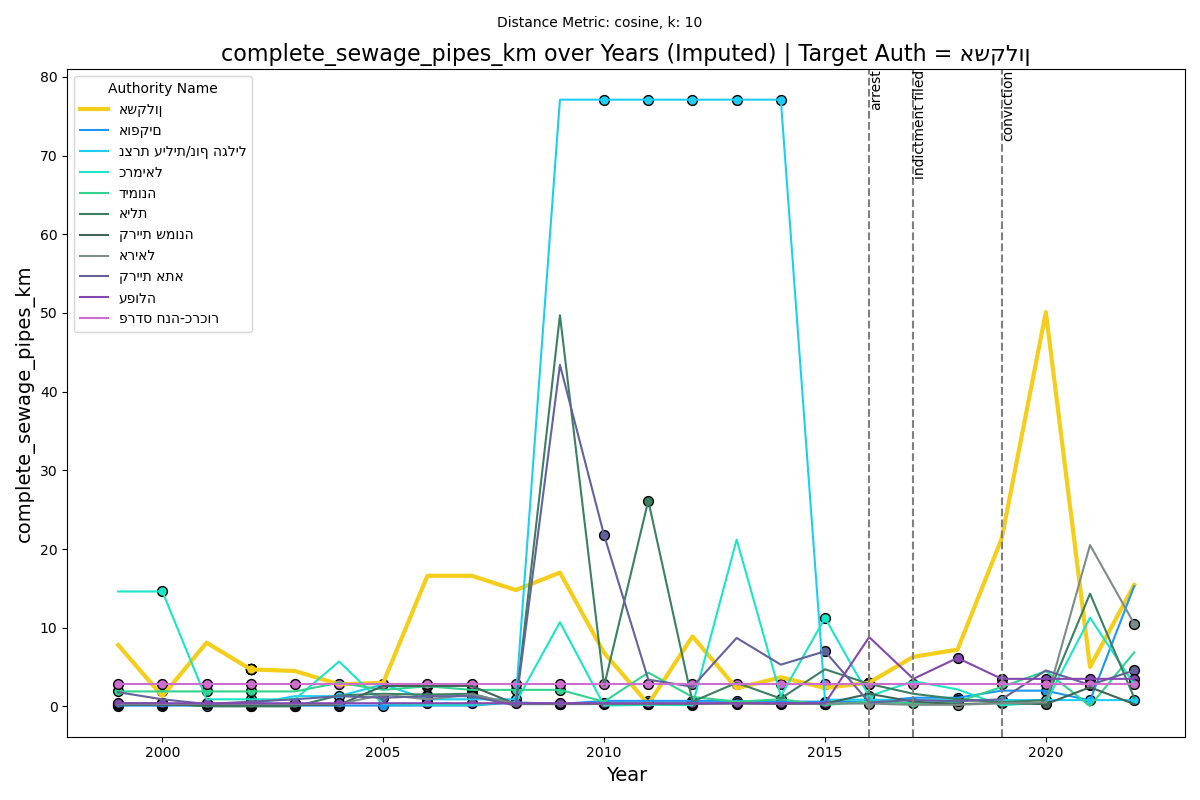 Distance Metric: cosine, k: 10
complete_sewage_pipes_km over Years (Imputed) | Target Auth = אשקלון
80
70
60
50
40
30
20
10
0
complete_sewage_pipes_km
Authority Name
אשקלון
אופקים
נצרת עילית/נוף הגליל
כרמיאל
דימונה
אילת
קריית שמונה
אריאל
קריית אתא
עפולה
פרדס חנה-כרכור
arrest
indictment filed
conviction
2000
2005
2010
2015
2020
Year